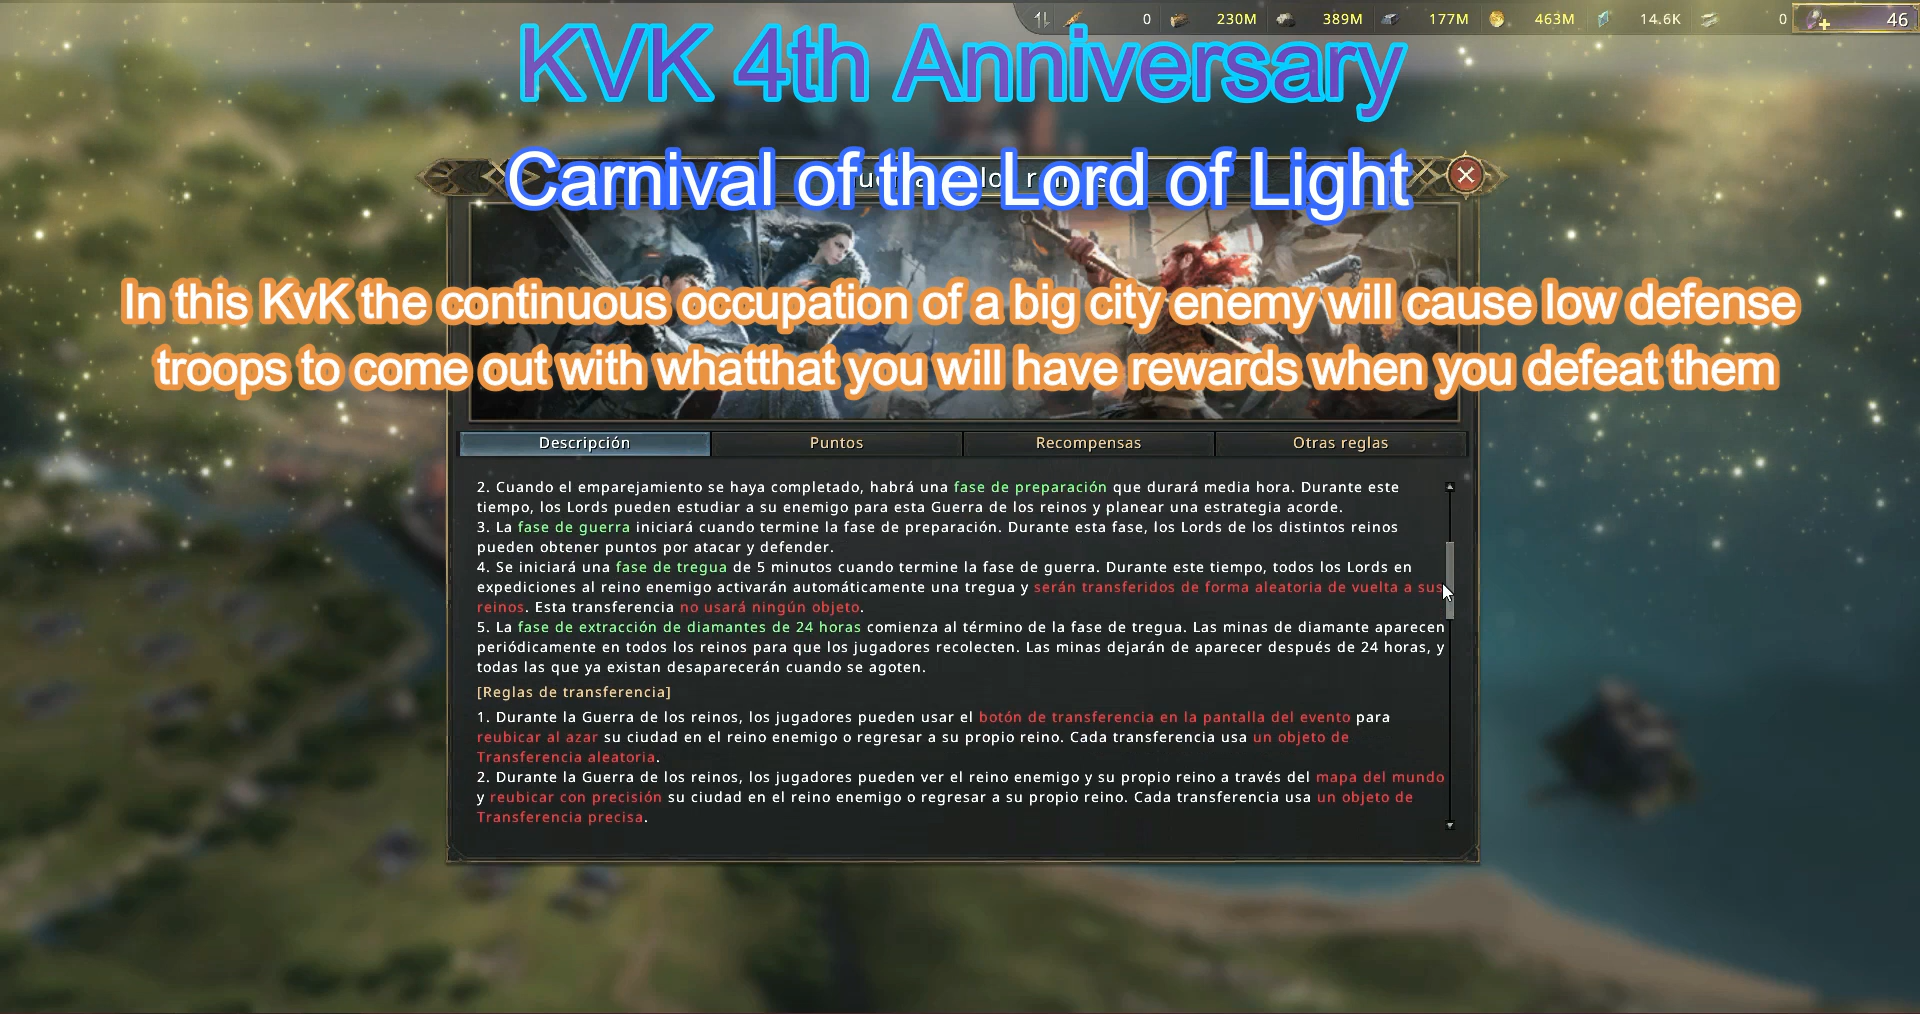 0 230M 389M 177M 463M 14.6K 0 46
KVK 4th Anniversary
Carnival of the Lord of Light
In this KvK the continuous occupation of a big city enemy will cause low defense
troops to come out with whatthat you will have rewards when you defeat them
Descripción Puntos Recompensas Otras reglas
2. Cuando el emparejamiento se haya completado, habrá una fase de preparación que durará media hora. Durante este
tiempo, los Lords pueden estudiar a su enemigo para esta Guerra de los reinos y planear una estrategia acorde.
3. La fase de guerra iniciará cuando termine la fase de preparación. Durante esta fase, los Lords de los distintos reinos
pueden obtener puntos por atacar y defender.
4. Se iniciará una fase de tregua de 5 minutos cuando termine la fase de guerra. Durante este tiempo, todos los Lords en
expediciones al reino enemigo activarán automáticamente una tregua y serán transferidos de forma aleatoria de vuelta a sus
reinos. Esta transferencia no usará ningún objeto.
5. La fase de extracción de diamantes de 24 horas comienza al término de la fase de tregua. Las minas de diamante aparecen
periódicamente en todos los reinos para que los jugadores recolecten. Las minas dejarán de aparecer después de 24 horas, y
todas las que ya existan desaparecerán cuando se agoten.
[Reglas de transferencia]
1. Durante la Guerra de los reinos, los jugadores pueden usar el botón de transferencia en la pantalla del evento para
reubicar al azar su ciudad en el reino enemigo o regresar a su propio reino. Cada transferencia usa un objeto de
Transferencia aleatoria.
2. Durante la Guerra de los reinos, los jugadores pueden ver el reino enemigo y su propio reino a través del mapa del mundo
y reubicar con precisión su ciudad en el reino enemigo o regresar a su propio reino. Cada transferencia usa un objeto de
Transferencia precisa.